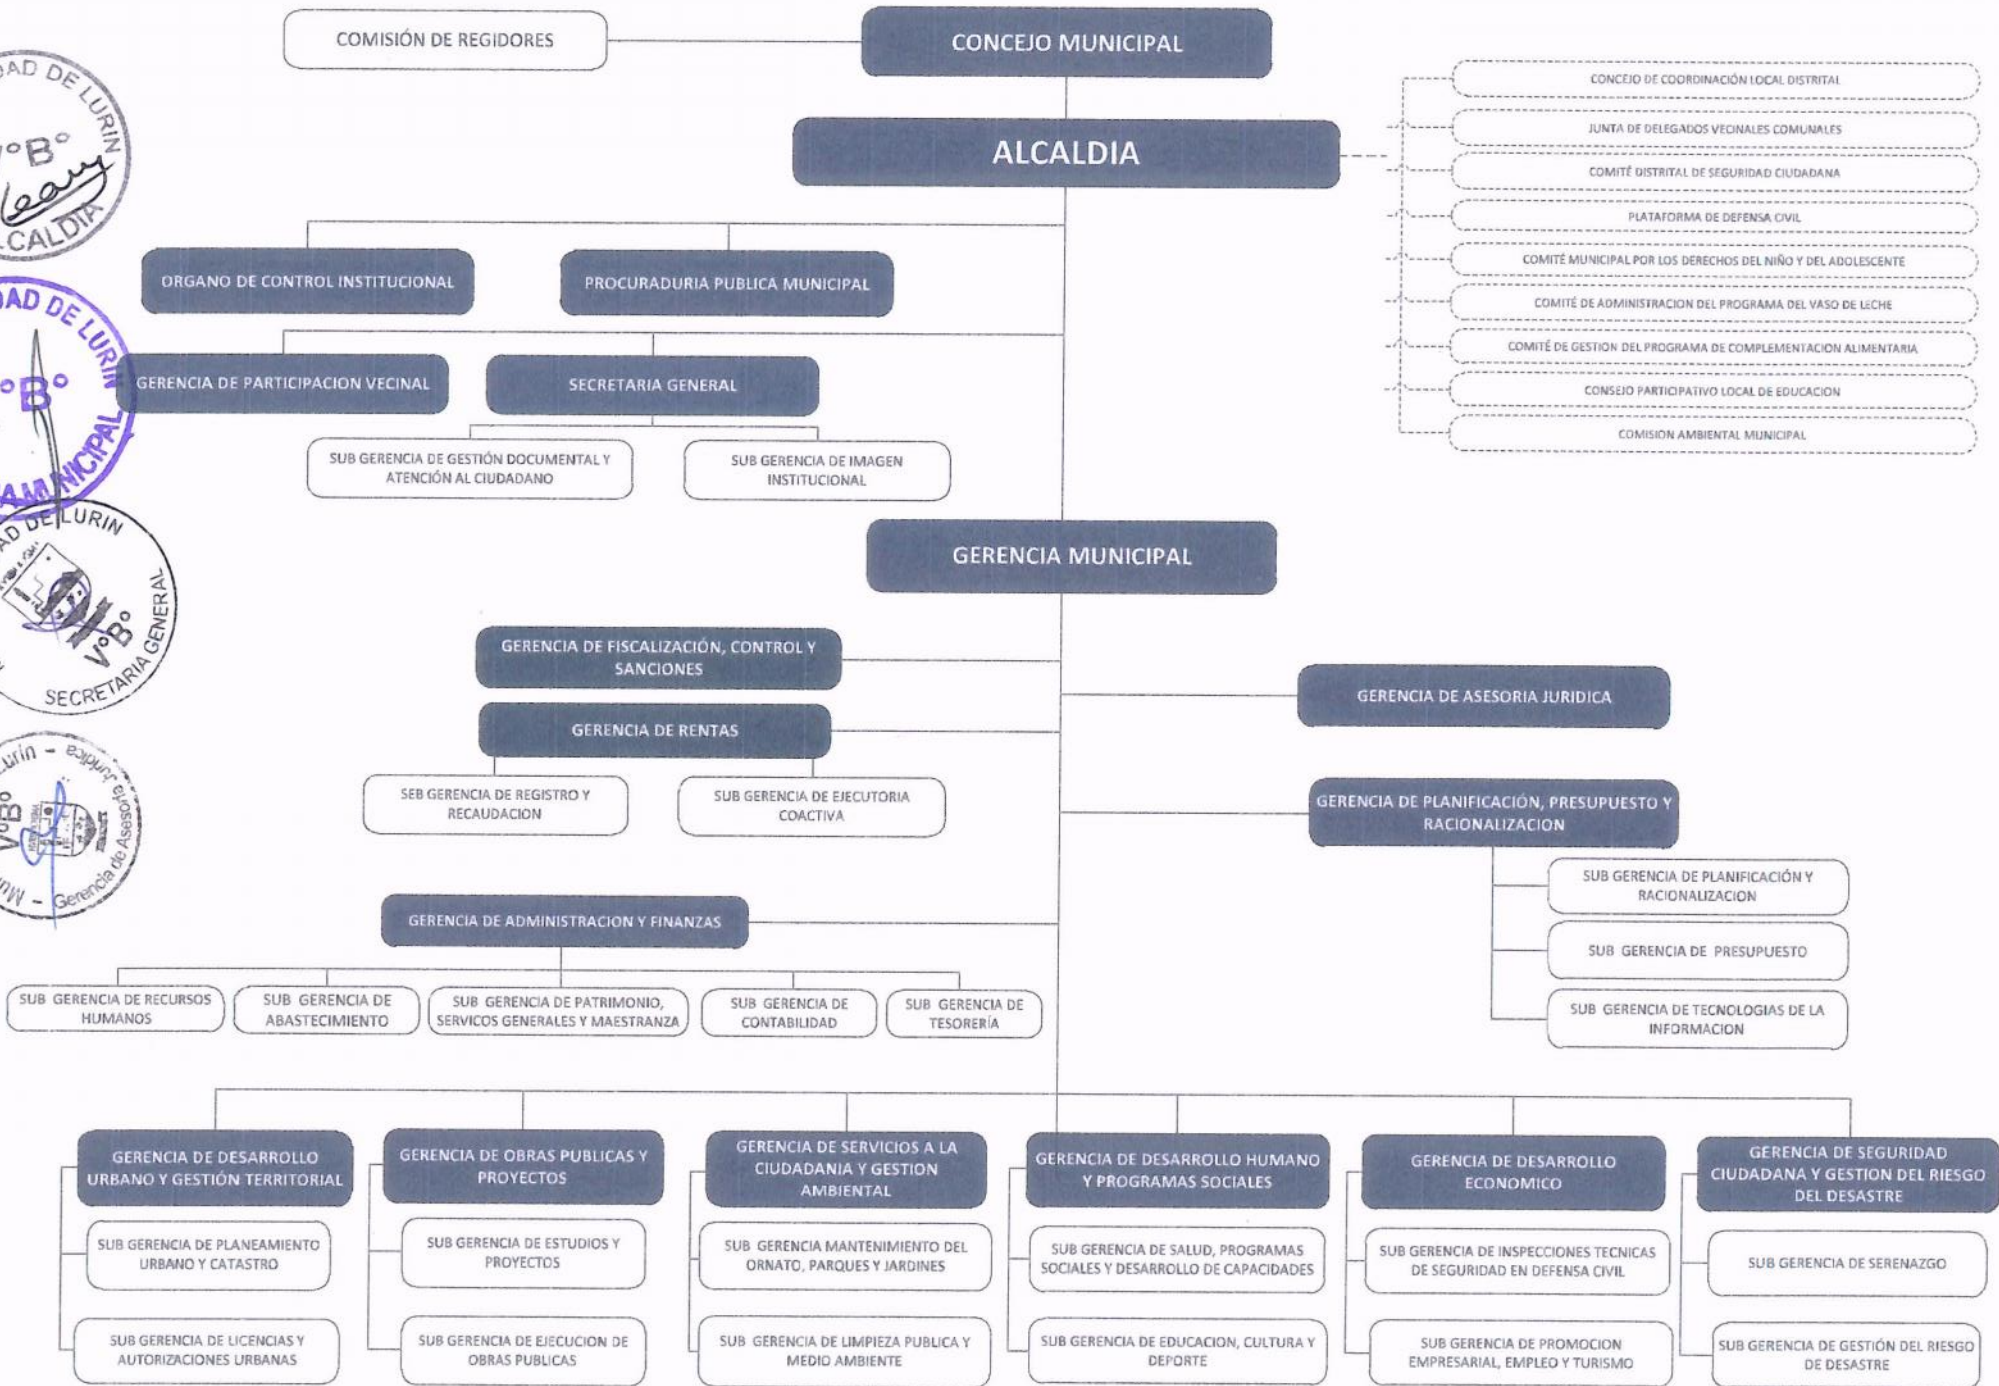 COMISIÓN DE REGIDORES
CONCEJO MUNICIPAL
ALCALDIA
CONCEJO DE COORDINACIÓN LOCAL DISTRITAL
JUNTA DE DELEGADOS VECINALES COMUNALES
COMITÉ DISTRITAL DE SEGURIDAD CIUDADANA
PLATAFORMA DE DEFENSA CIVIL
COMITÉ MUNICIPAL POR LOS DERECHOS DEL NIÑO Y DEL ADOLESCENTE
COMITÉ DE ADMINISTRACION DEL PROGRAMA DEL VASO DE LECHE
COMITÉ DE GESTION DEL PROGRAMA DE COMPLEMENTACION ALIMENTARIA
CONSEJO PARTICIPATIVO LOCAL DE EDUCACION
COMISION AMBIENTAL MUNICIPAL
ORGANO DE CONTROL INSTITUCIONAL
PROCURADURIA PUBLICA MUNICIPAL
GERENCIA DE PARTICIPACION VECINAL
SECRETARIA GENERAL
SUB GERENCIA DE GESTIÓN DOCUMENTAL Y
ATENCIÓN AL CIUDADANO
SUB GERENCIA DE IMAGEN
INSTITUCIONAL
GERENCIA MUNICIPAL
GERENCIA DE FISCALIZACIÓN, CONTROL Y
SANCIONES
GERENCIA DE ASESORIA JURIDICA
GERENCIA DE RENTAS
SEB GERENCIA DE REGISTRO Y
RECAUDACION
SUB GERENCIA DE EJECUTORIA
COACTIVA
GERENCIA DE PLANIFICACIÓN, PRESUPUESTO Y
RACIONALIZACION
SUB GERENCIA DE PLANIFICACIÓN Y
RACIONALIZACION
SUB GERENCIA DE PRESUPUESTO
SUB GERENCIA DE TECNOLOGIAS DE LA
INFORMACION
GERENCIA DE ADMINISTRACION Y FINANZAS
SUB GERENCIA DE RECURSOS
HUMANOS
SUB GERENCIA DE
ABASTECIMIENTO
SUB GERENCIA DE PATRIMONIO,
SERVICOS GENERALES Y MAESTRANZA
SUB GERENCIA DE
CONTABILIDAD
SUB GERENCIA DE
TESORERÍA
GERENCIA DE DESARROLLO
URBANO Y GESTIÓN TERRITORIAL
SUB GERENCIA DE PLANEAMIENTO
URBANO Y CATASTRO
SUB GERENCIA DE LICENCIAS Y
AUTORIZACIONES URBANAS
GERENCIA DE OBRAS PUBLICAS Y
PROYECTOS
SUB GERENCIA DE ESTUDIOS Y
PROYECTOS
SUB GERENCIA DE EJECUCION DE
OBRAS PUBLICAS
GERENCIA DE SERVICIOS A LA
CIUDADANIA Y GESTION
AMBIENTAL
SUB GERENCIA MANTENIMIENTO DEL
ORNATO, PARQUES Y JARDINES
SUB GERENCIA DE LIMPIEZA PUBLICA Y
MEDIO AMBIENTE
GERENCIA DE DESARROLLO HUMANO
Y PROGRAMAS SOCIALES
SUB GERENCIA DE SALUD, PROGRAMAS
SOCIALES Y DESARROLLO DE CAPACIDADES
SUB GERENCIA DE EDUCACION, CULTURA Y
DEPORTE
GERENCIA DE DESARROLLO
ECONOMICO
SUB GERENCIA DE INSPECCIONES TECNICAS
DE SEGURIDAD EN DEFENSA CIVIL
SUB GERENCIA DE PROMOCION
EMPRESARIAL, EMPLEO Y TURISMO
GERENCIA DE SEGURIDAD
CIUDADANA Y GESTION DEL RIESGO
DEL DESASTRE
SUB GERENCIA DE SERENAZGO
SUB GERENCIA DE GESTIÓN DEL RIESGO
DE DESASTRE
DE LURIN
V°B°
DE LURIN
DE LURIN
V°B°
SECRETARIA GENERAL
V°B°
Gerencia de Asesoria Juridica